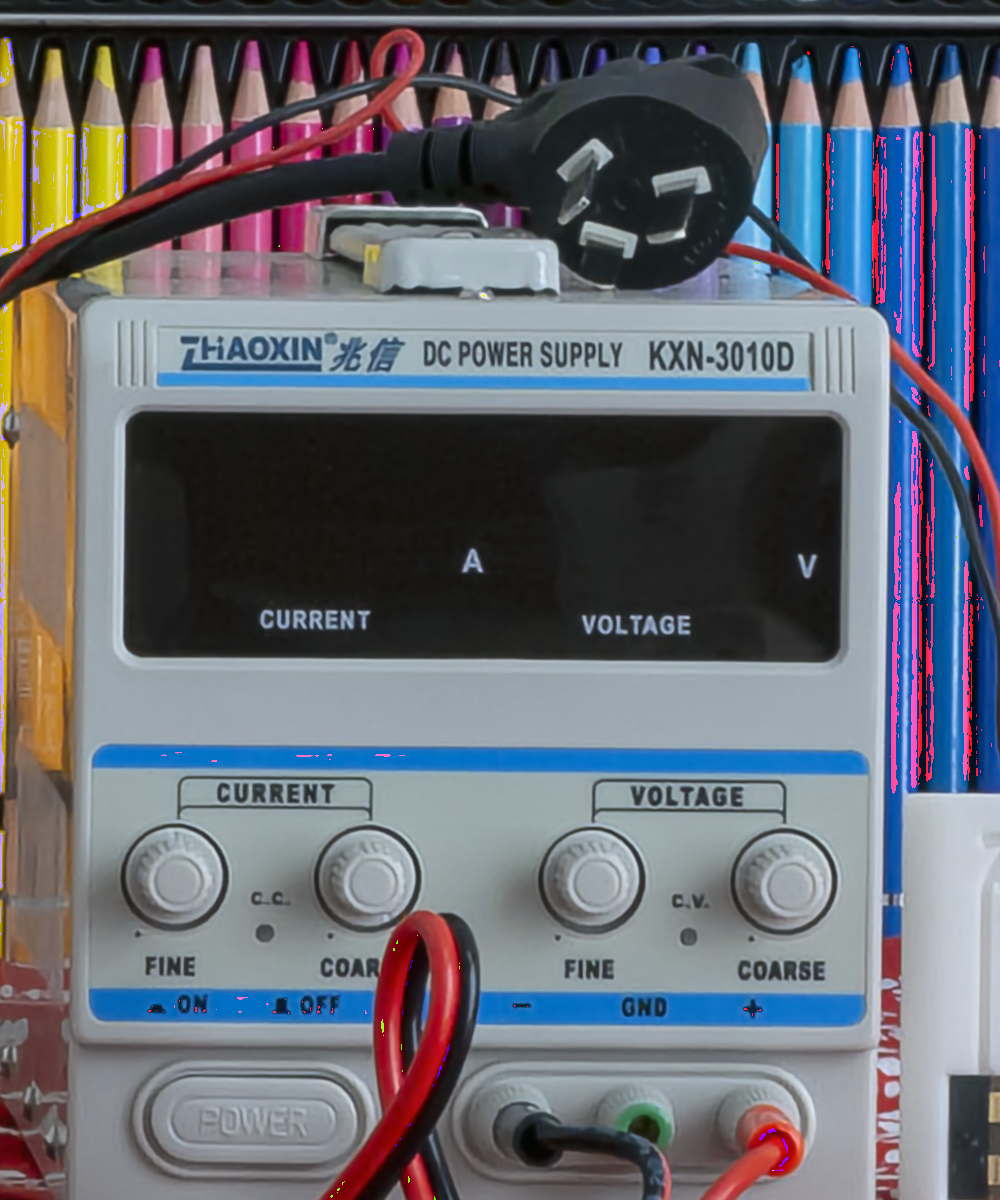 ZHAOXIN® 兆信 DC POWER SUPPLY KXN-3010D
A V
CURRENT VOLTAGE
CURRENT VOLTAGE
C.C. C.V.
FINE COAR FINE COARSE
ON OFF - GND +
POWER